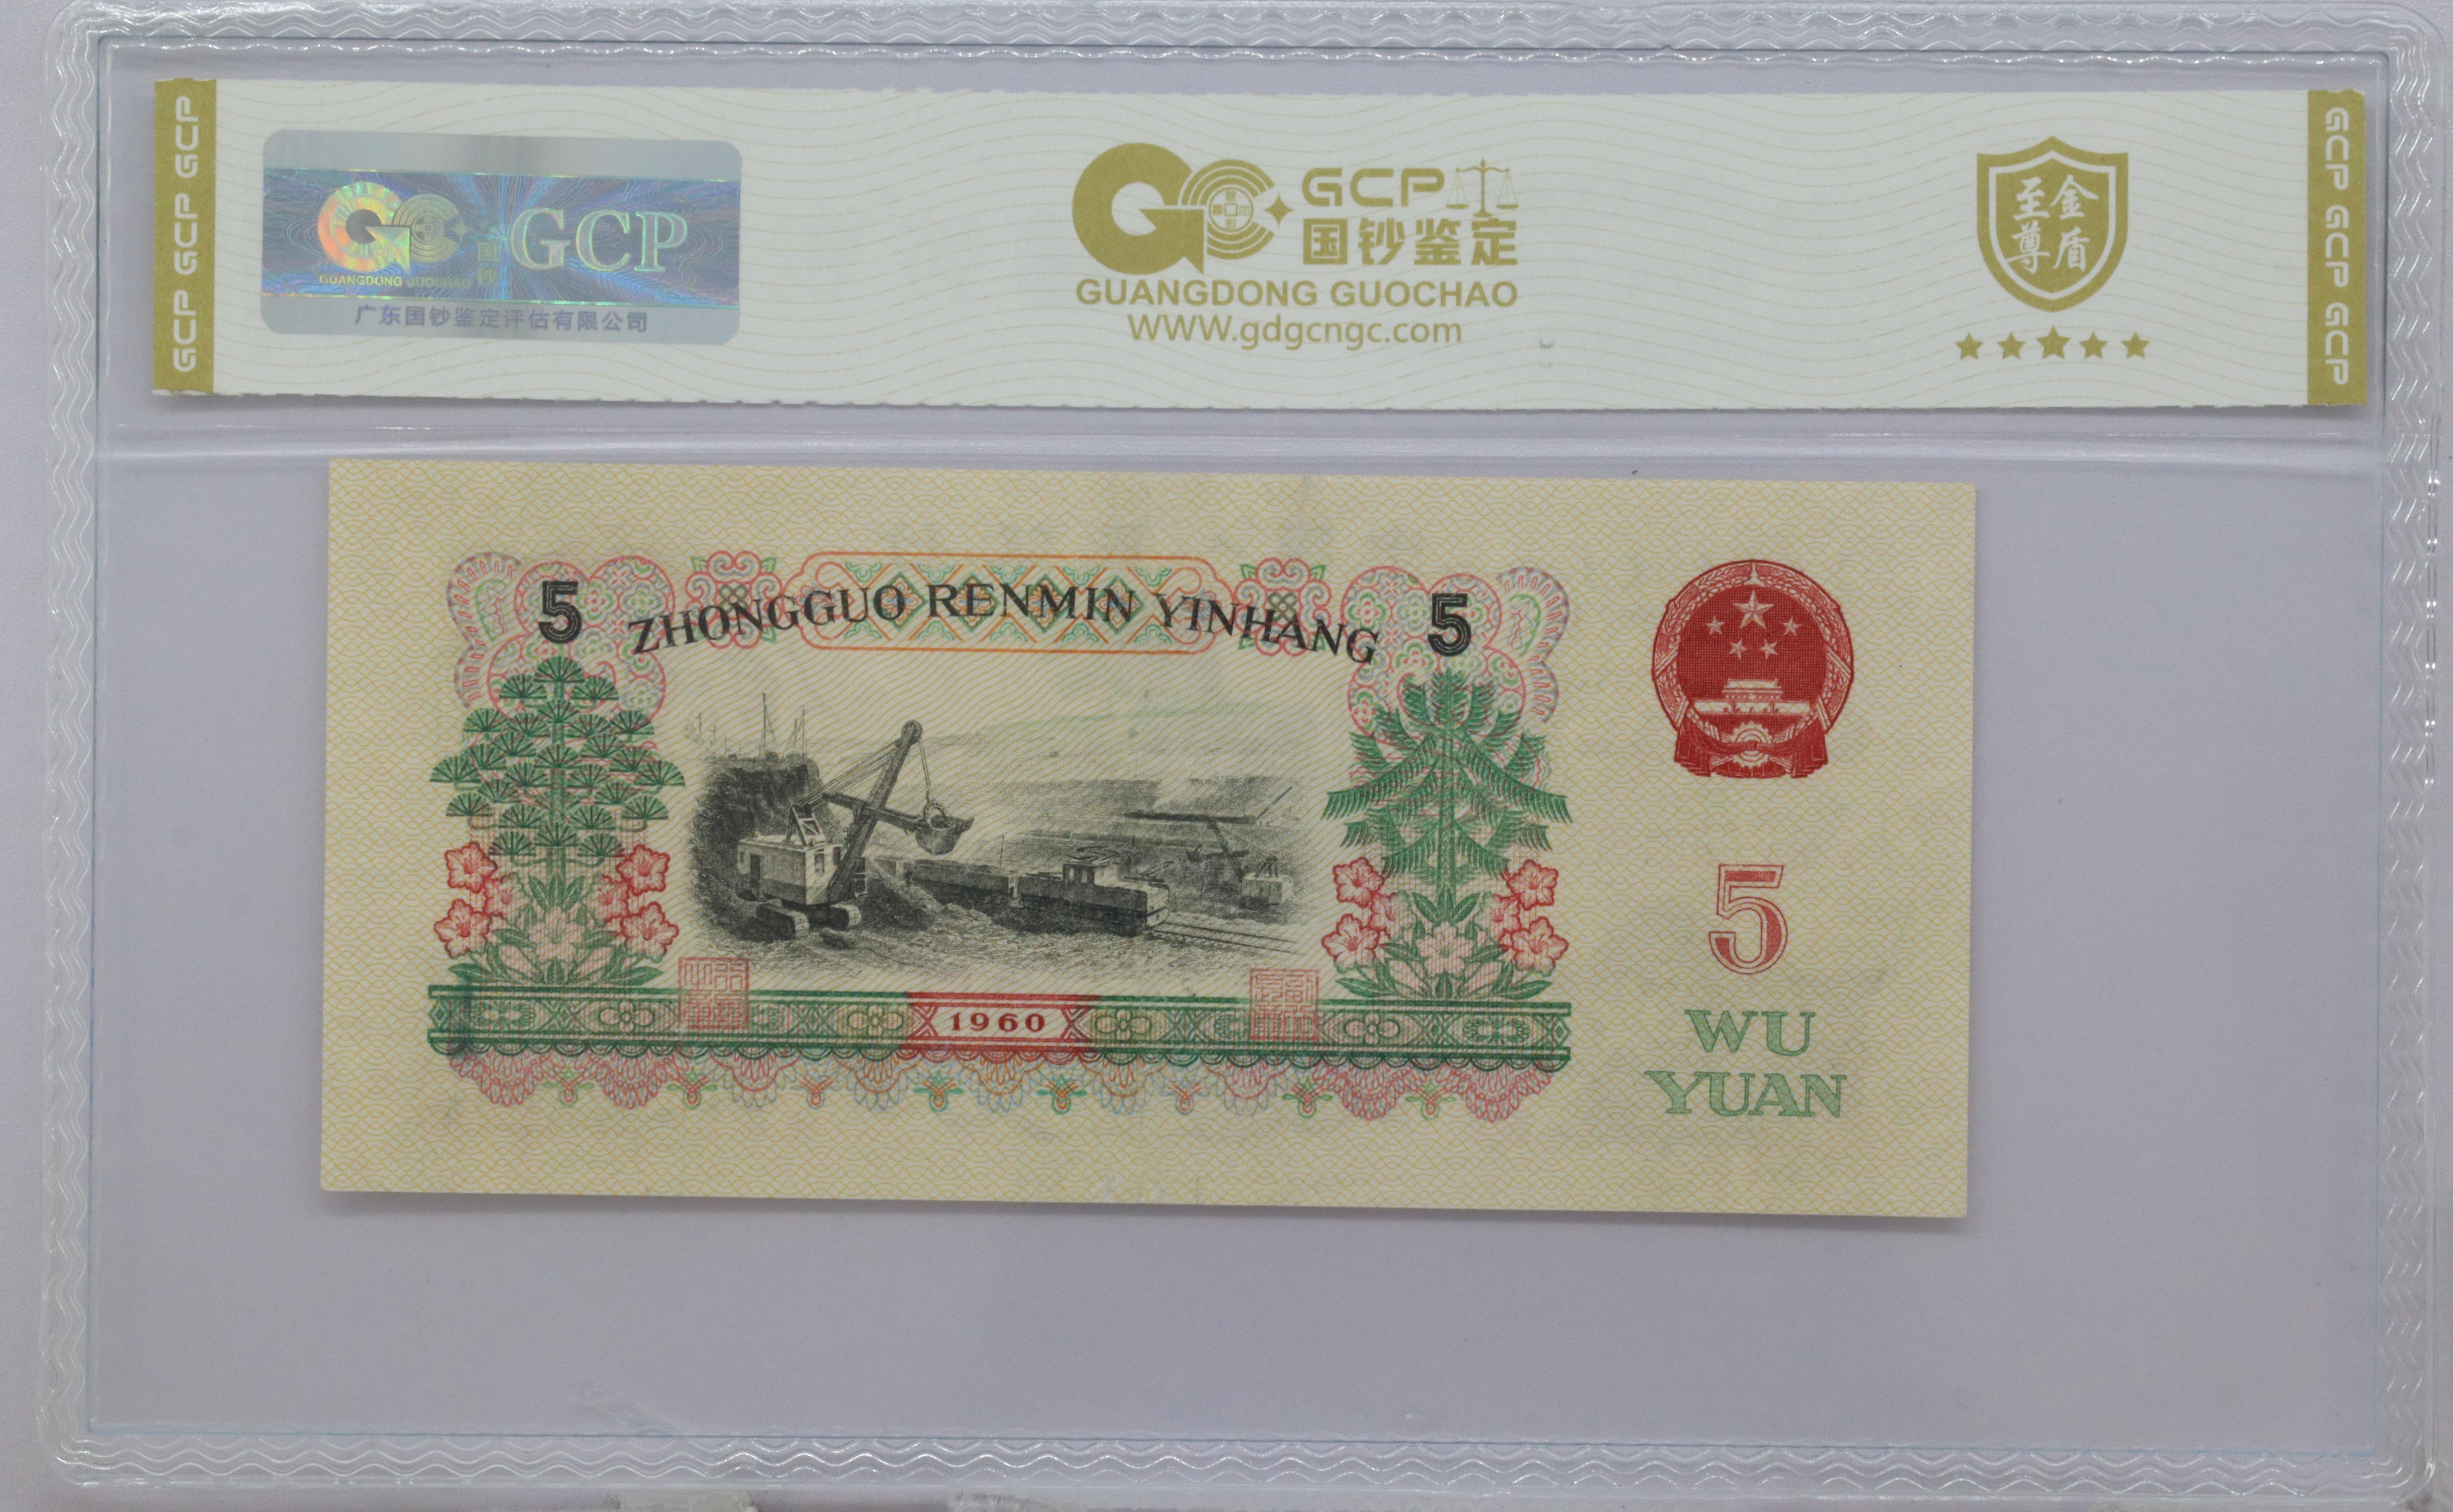 GCP GCP GCP
GCP
国钞
GUANGDONG GUOCHAO
广东国钞鉴定评估有限公司
GCP
国钞鉴定
GUANGDONG GUOCHAO
WWW.gdgcngc.com
至尊金盾
GCP GCP GCP
5 ZHONGGUO RENMIN YINHANG 5
5
WU
YUAN
1960